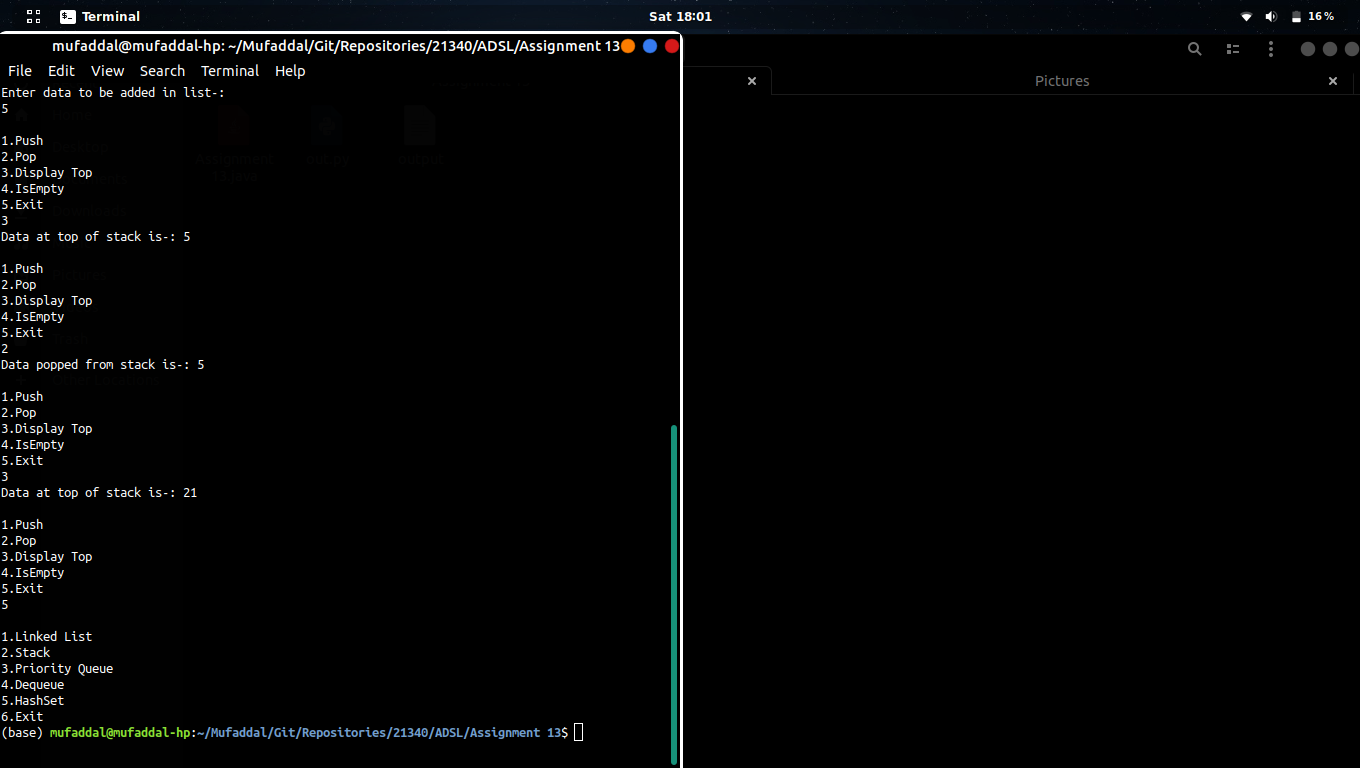 Terminal
Sat 18:01
16%
mufaddal@mufaddal-hp: ~/Mufaddal/Git/Repositories/21340/ADSL/Assignment 13
File Edit View Search Terminal Help
Pictures
Enter data to be added in list-:
5
1.Push
2.Pop
3.Display Top
4.IsEmpty
5.Exit
3
Data at top of stack is-: 5
1.Push
2.Pop
3.Display Top
4.IsEmpty
5.Exit
2
Data popped from stack is-: 5
1.Push
2.Pop
3.Display Top
4.IsEmpty
5.Exit
3
Data at top of stack is-: 21
1.Push
2.Pop
3.Display Top
4.IsEmpty
5.Exit
5
1.Linked List
2.Stack
3.Priority Queue
4.Dequeue
5.HashSet
6.Exit
(base) mufaddal@mufaddal-hp:~/Mufaddal/Git/Repositories/21340/ADSL/Assignment 13$